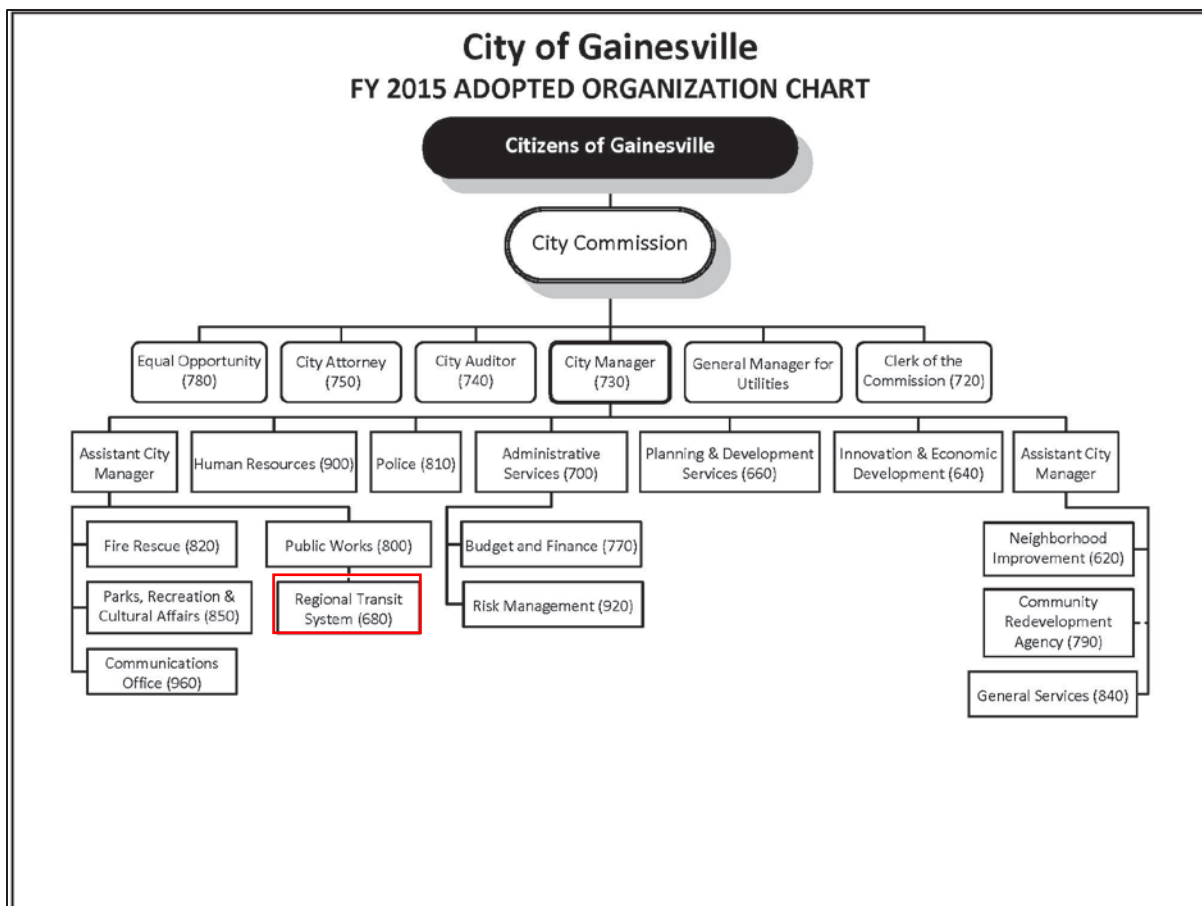 City of Gainesville
FY 2015 ADOPTED ORGANIZATION CHART
Citizens of Gainesville
City Commission
Equal Opportunity
(780)
City Attorney
(750)
City Auditor
(740)
City Manager
(730)
General Manager for
Utilities
Clerk of the
Commission (720)
Assistant City
Manager
Human Resources (900)
Police (810)
Administrative
Services (700)
Planning & Development
Services (660)
Innovation & Economic
Development (640)
Assistant City
Manager
Fire Rescue (820)
Public Works (800)
Budget and Finance (770)
Neighborhood
Improvement (620)
Parks, Recreation &
Cultural Affairs (850)
Regional Transit
System (680)
Risk Management (920)
Community
Redevelopment
Agency (790)
Communications
Office (960)
General Services (840)